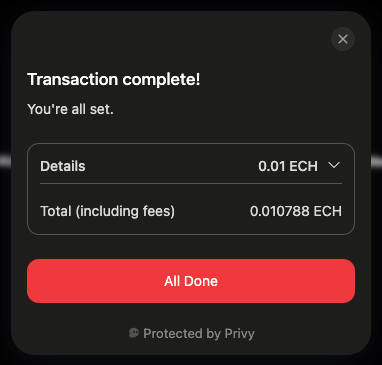 Transaction complete!
You're all set.
Details 0.01 ECH
Total (including fees) 0.010788 ECH
All Done
Protected by Privy